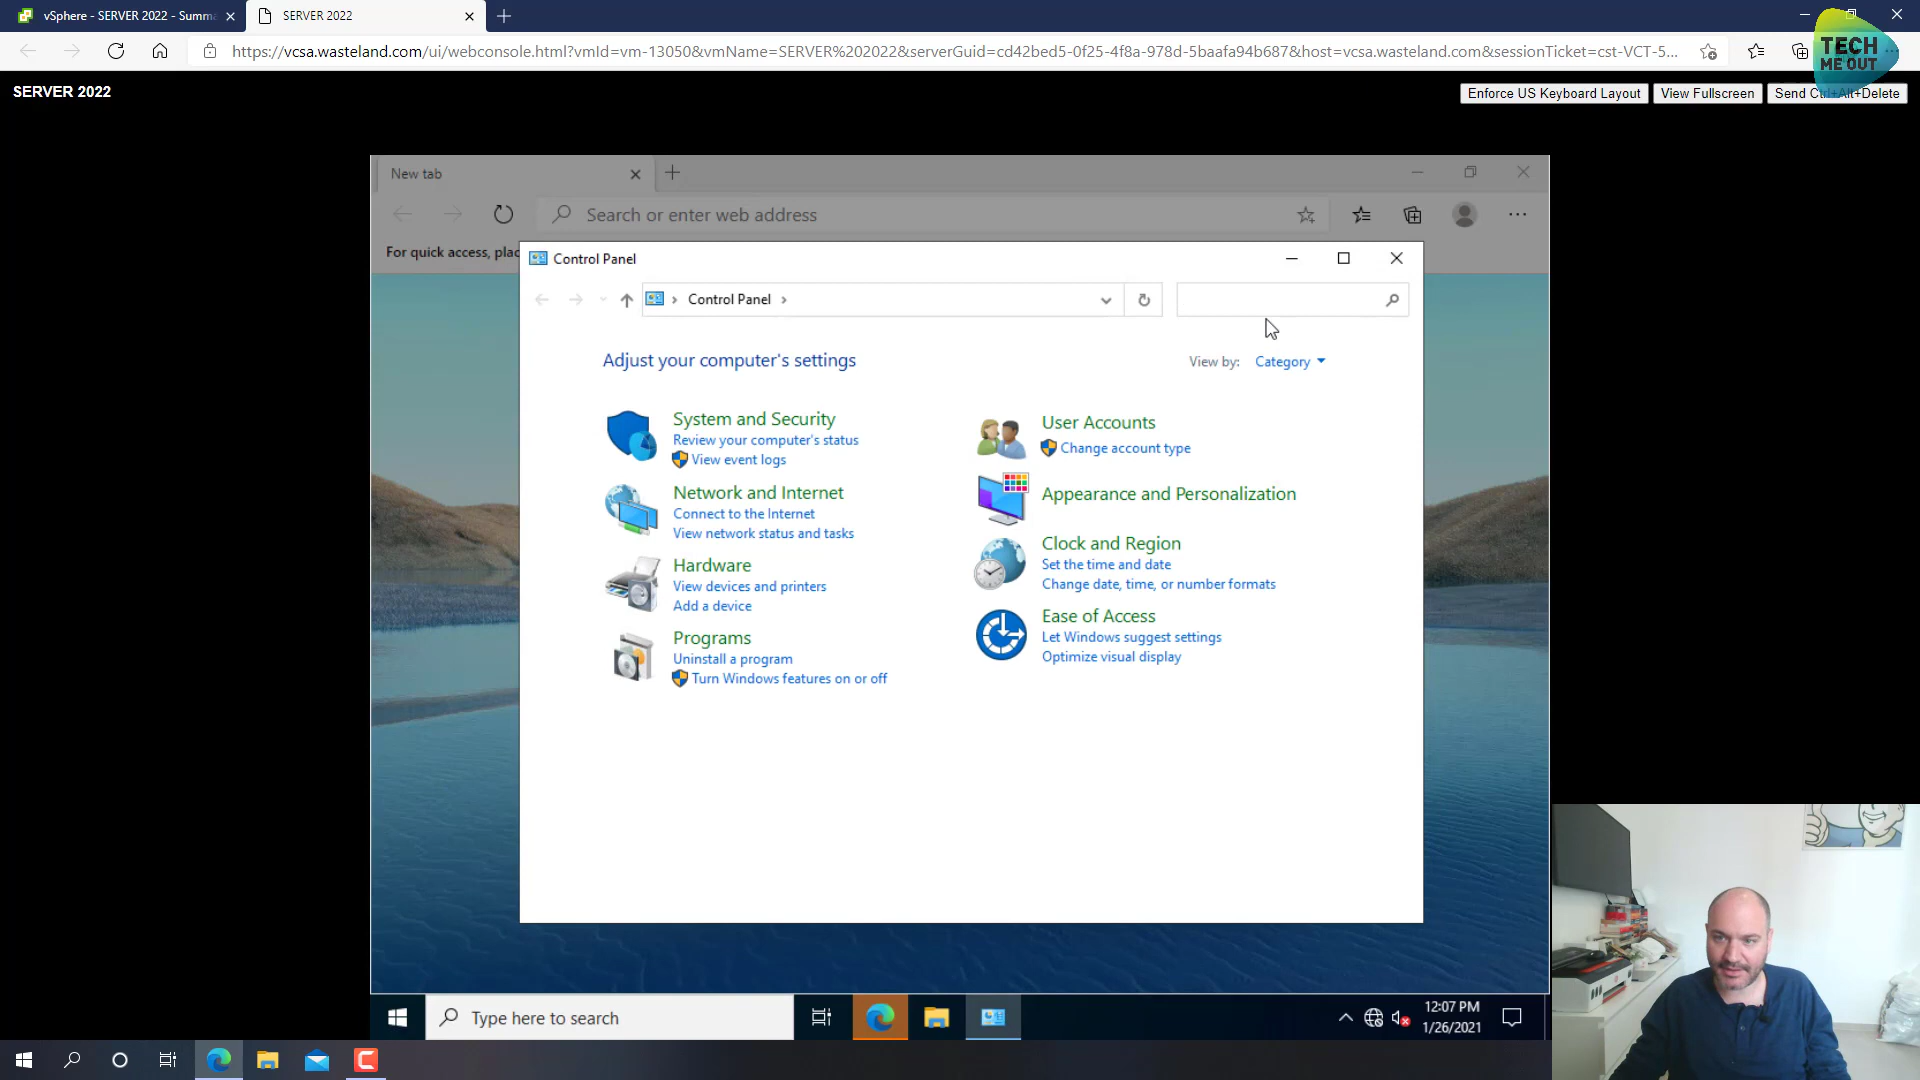 vSphere - SERVER 2022 - Summ
SERVER 2022
https://vcsa.wasteland.com/ui/webconsole.html?vmId=vm-13050&vmName=SERVER%202022&serverGuid=cd42bed5-0f25-4f8a-978d-5baafa94b687&host=vcsa.wasteland.com&sessionTicket=cst-VCT-5...
TECH
ME OUT
SERVER 2022
Enforce US Keyboard Layout
View Fullscreen
Send Ctrl+Alt+Delete
New tab
Search or enter web address
For quick access, plac
Control Panel
Control Panel
Adjust your computer's settings
View by: Category
System and Security
Review your computer's status
View event logs
Network and Internet
Connect to the Internet
View network status and tasks
Hardware
View devices and printers
Add a device
Programs
Uninstall a program
Turn Windows features on or off
User Accounts
Change account type
Appearance and Personalization
Clock and Region
Set the time and date
Change date, time, or number formats
Ease of Access
Let Windows suggest settings
Optimize visual display
Type here to search
12:07 PM
1/26/2021